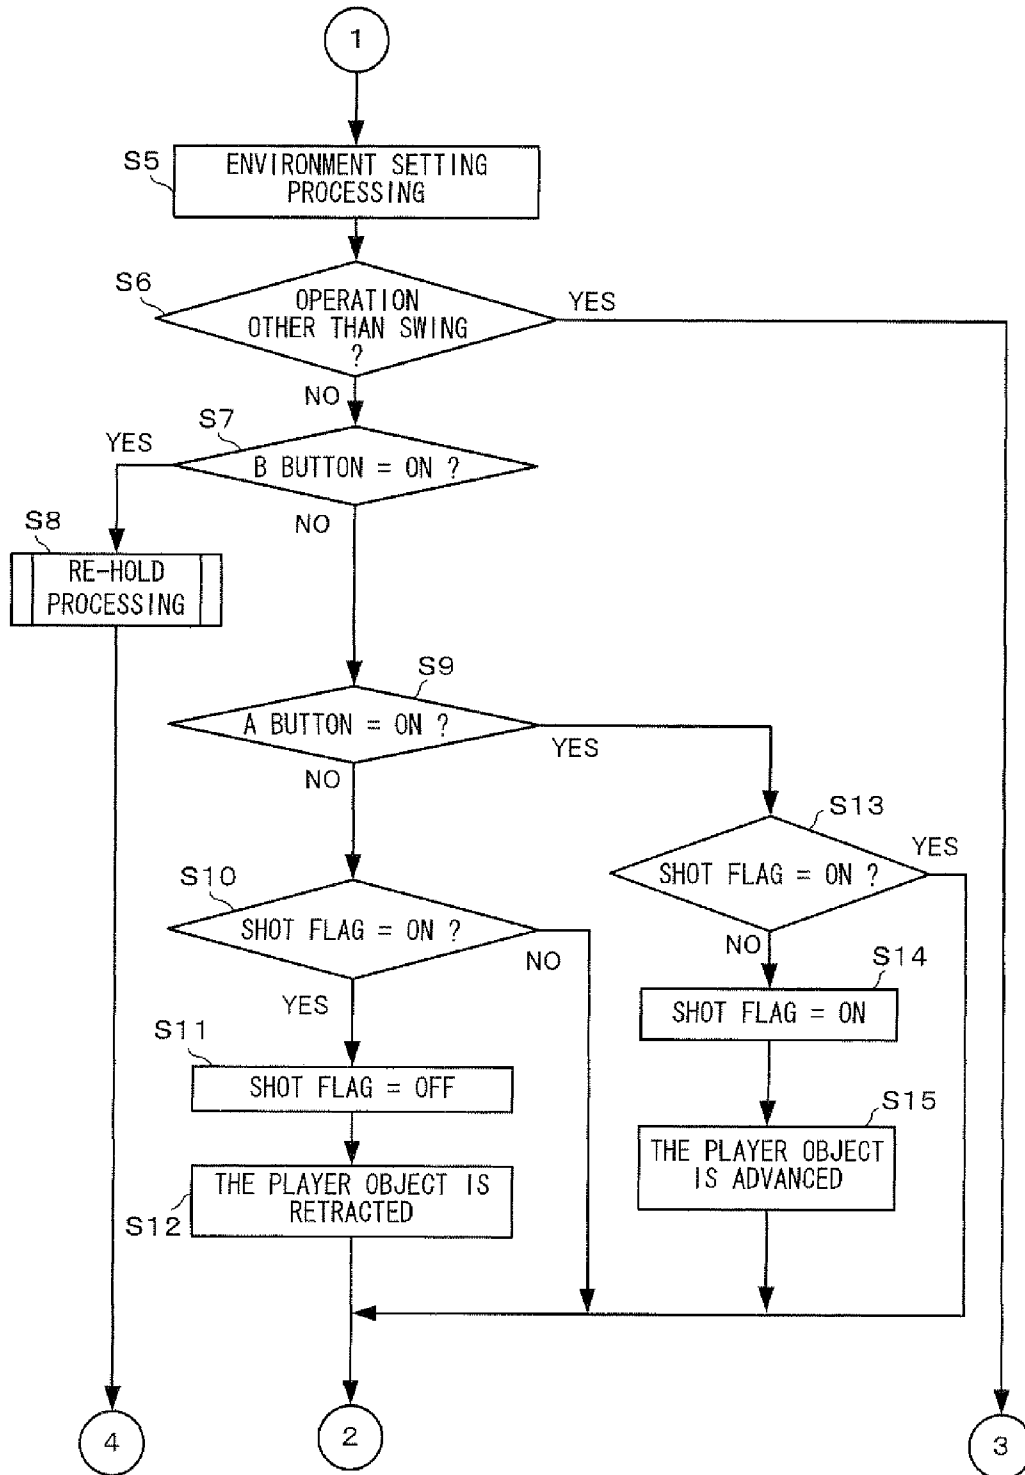 1
S5
ENVIRONMENT SETTING
PROCESSING
S6
OPERATION
OTHER THAN SWING
?
YES
NO
S7
YES
B BUTTON = ON ?
NO
S8
RE-HOLD
PROCESSING
S9
A BUTTON = ON ?
YES
NO
S13
SHOT FLAG = ON ?
YES
NO
S10
SHOT FLAG = ON ?
NO
YES
S14
SHOT FLAG = ON
S11
SHOT FLAG = OFF
S15
THE PLAYER OBJECT
IS ADVANCED
S12
THE PLAYER OBJECT IS
RETRACTED
4
2
3